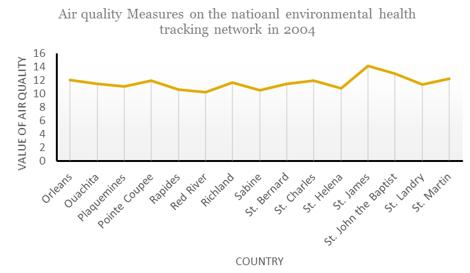 Air quality Measures on the natioanl environmental health
tracking network in 2004
VALUE OF AIR QUALITY
16
14
12
10
8
6
4
2
0
Orleans
Ouachita
Plaquemines
Pointe Coupee
Rapides
Red River
Richland
Sabine
St. Bernard
St. Charles
St. Helena
St. James
St. John the Baptist
St. Landry
St. Martin
COUNTRY